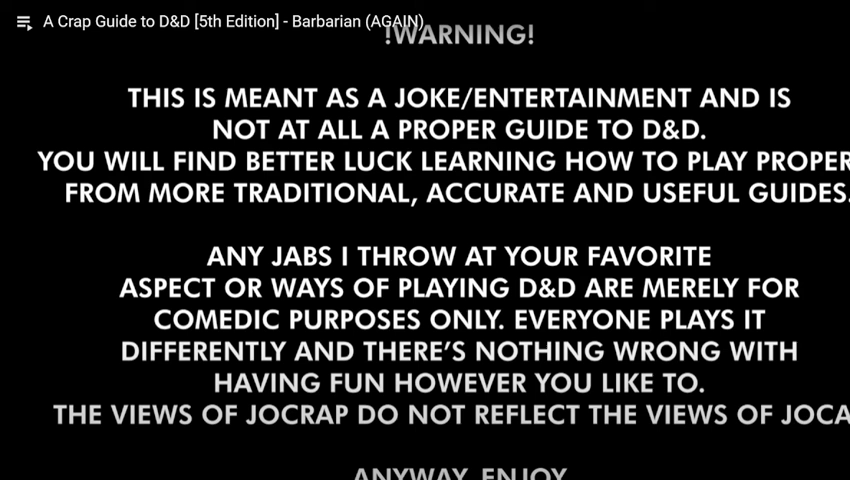 A Crap Guide to D&D [5th Edition] - Barbarian (AGAIN)
!WARNING!
THIS IS MEANT AS A JOKE/ENTERTAINMENT AND IS
NOT AT ALL A PROPER GUIDE TO D&D.
YOU WILL FIND BETTER LUCK LEARNING HOW TO PLAY PROPER
FROM MORE TRADITIONAL, ACCURATE AND USEFUL GUIDES.
ANY JABS I THROW AT YOUR FAVORITE
ASPECT OR WAYS OF PLAYING D&D ARE MERELY FOR
COMEDIC PURPOSES ONLY. EVERYONE PLAYS IT
DIFFERENTLY AND THERE'S NOTHING WRONG WITH
HAVING FUN HOWEVER YOU LIKE TO.
THE VIEWS OF JOCRAP DO NOT REFLECT THE VIEWS OF JOCA
ANYWAY, ENJOY